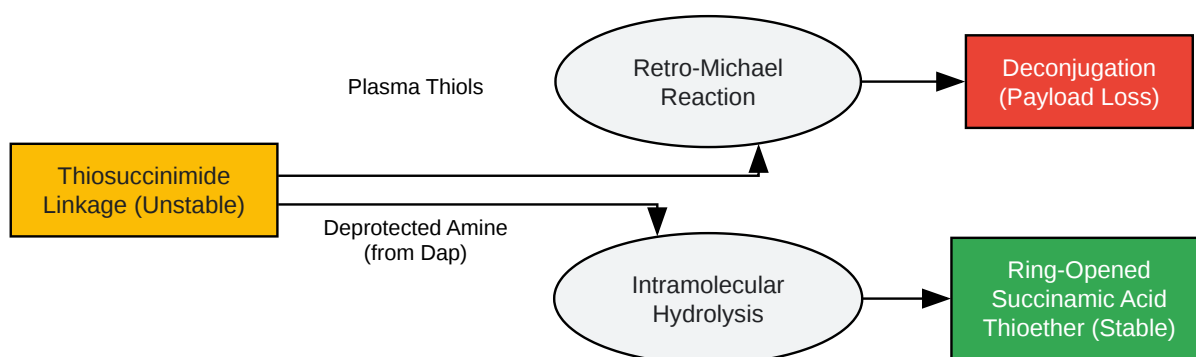 Plasma Thiols
Retro-Michael
Reaction
Deconjugation
(Payload Loss)
Thiosuccinimide
Linkage (Unstable)
Deprotected Amine
(from Dap)
Intramolecular
Hydrolysis
Ring-Opened
Succinamic Acid
Thioether (Stable)